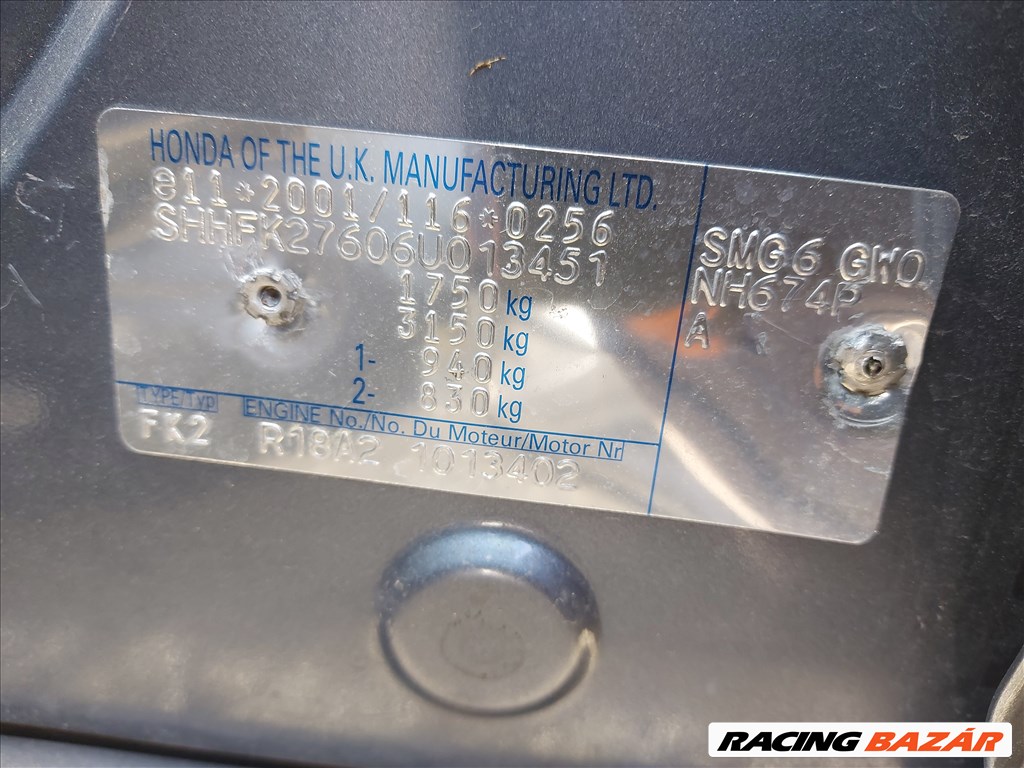 HONDA OF THE U.K. MANUFACTURING LTD.
e11*2001/116*0256
SHHFK27606U013451
1750 kg
3150 kg
1- 940 kg
2- 830 kg
TYPE/Typ ENGINE No./No. Du Moteur/Motor Nr
FK2 R18A2 1013402
SMG6 GWO.
NH674P
A
RACING BAZÁR